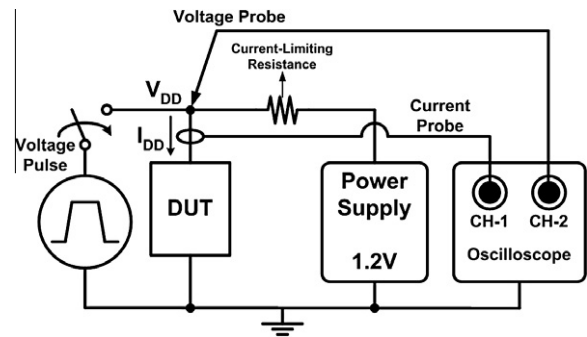 Voltage Probe
Current-Limiting
Resistance
VDD
Current
Probe
Voltage
Pulse
IDD
DUT
Power
Supply
1.2V
CH-1 CH-2
Oscilloscope